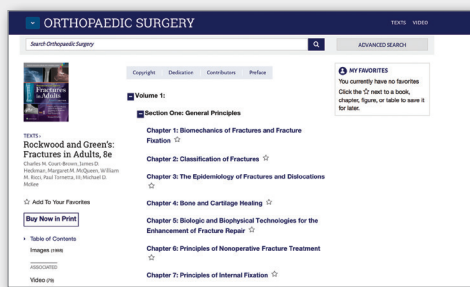 ORTHOPAEDIC SURGERY
TEXTS
VIDEO
Search Orthopaedic Surgery
ADVANCED SEARCH
Fractures
in Adults
TEXTS ›
Rockwood and Green's:
Fractures in Adults, 8e
Charles M. Court-Brown, James D.
Heckman, Margaret M. McQueen, William
M. Ricci, Paul Tornetta, III; Michael D.
McKee
☆ Add To Your Favorites
Buy Now in Print
Table of Contents
Images
ASSOCIATED
Video
Copyright
Dedication
Contributors
Preface
Volume 1:
Section One: General Principles
Chapter 1: Biomechanics of Fractures and Fracture
Fixation ☆
Chapter 2: Classification of Fractures ☆
Chapter 3: The Epidemiology of Fractures and Dislocations
☆
Chapter 4: Bone and Cartilage Healing ☆
Chapter 5: Biologic and Biophysical Technologies for the
Enhancement of Fracture Repair ☆
Chapter 6: Principles of Nonoperative Fracture Treatment
☆
Chapter 7: Principles of Internal Fixation ☆
MY FAVORITES
You currently have no favorites
Click the ☆ next to a book,
chapter, figure, or table to save it
for later.